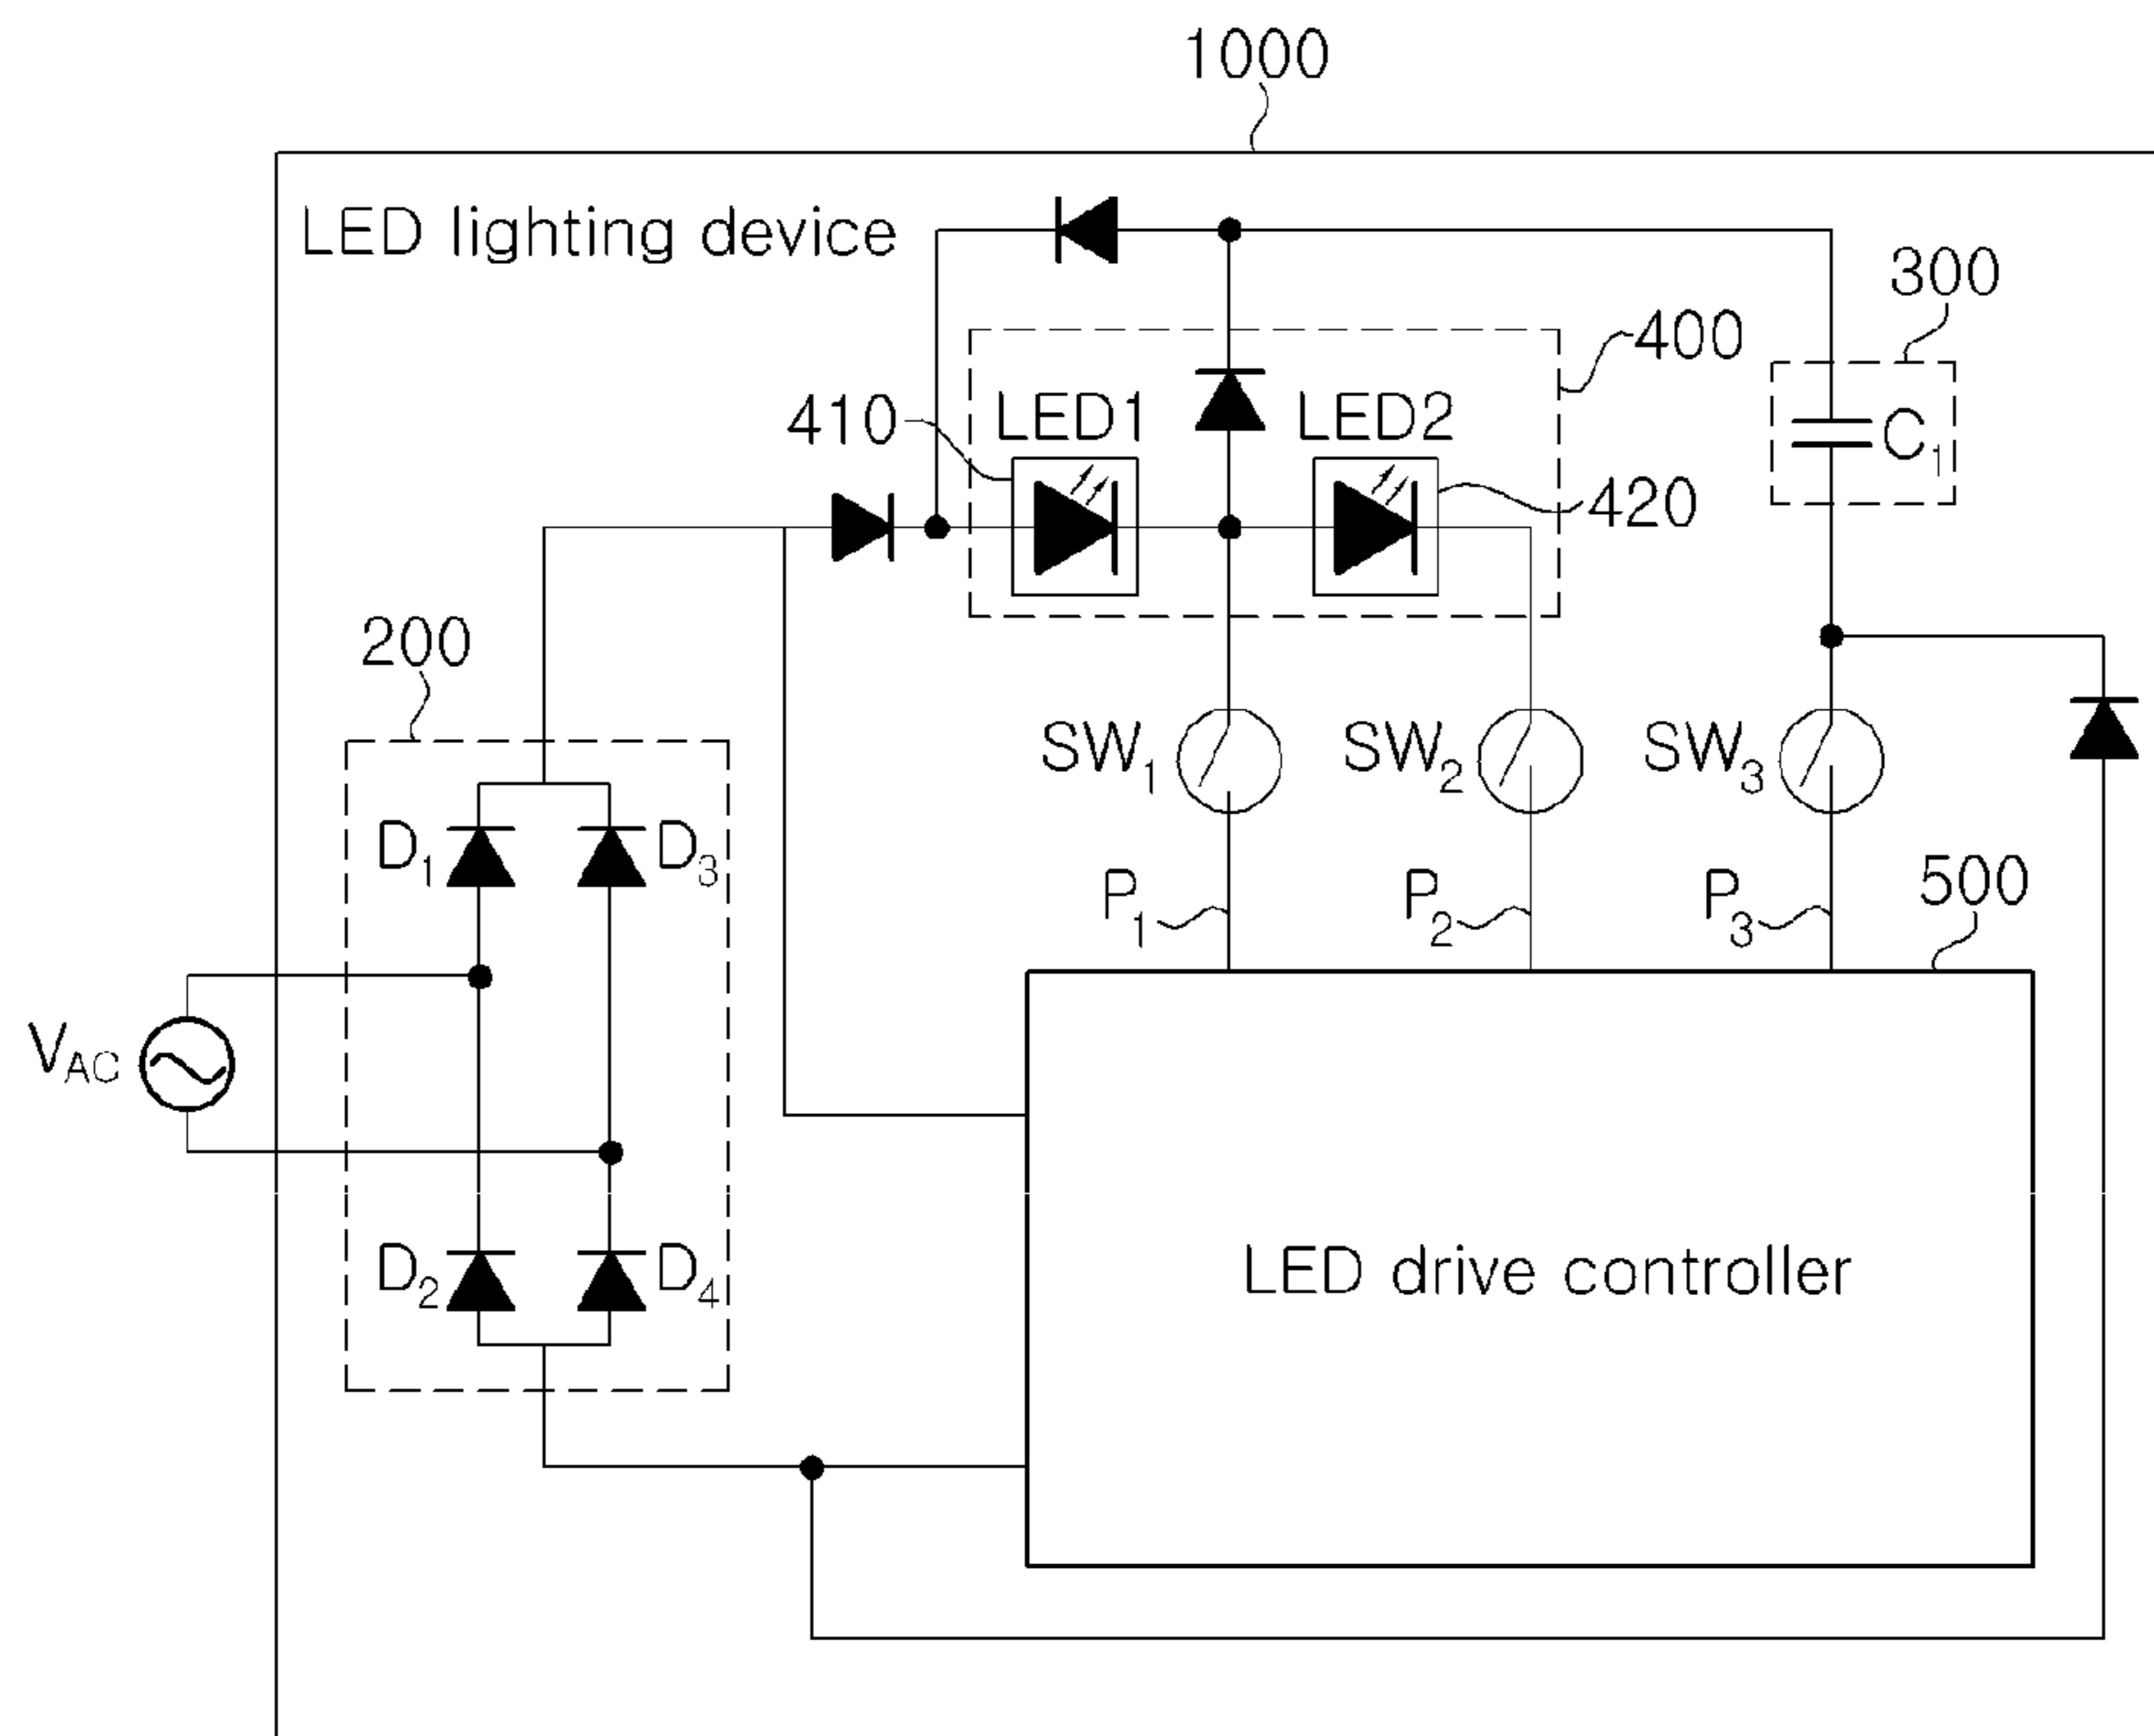 1000
LED lighting device
300
400
410
LED1
LED2
C1
420
200
SW1
SW2
SW3
D1
D3
P1
P2
P3
500
VAC
D2
D4
LED drive controller